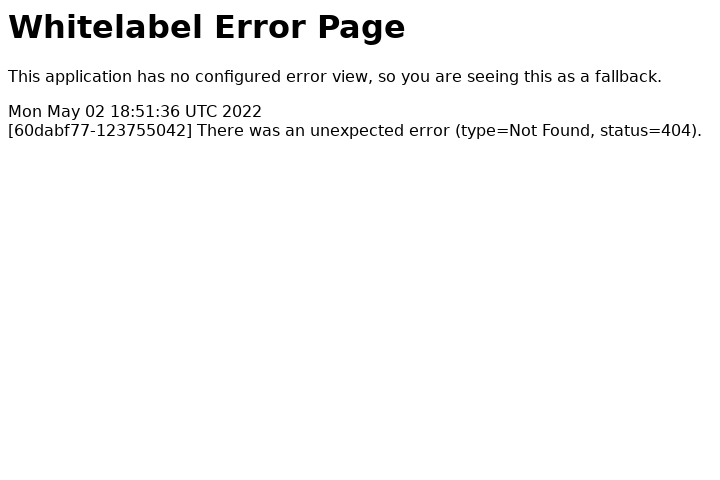 Whitelabel Error Page
This application has no configured error view, so you are seeing this as a fallback.
Mon May 02 18:51:36 UTC 2022
[60dabf77-123755042] There was an unexpected error (type=Not Found, status=404).